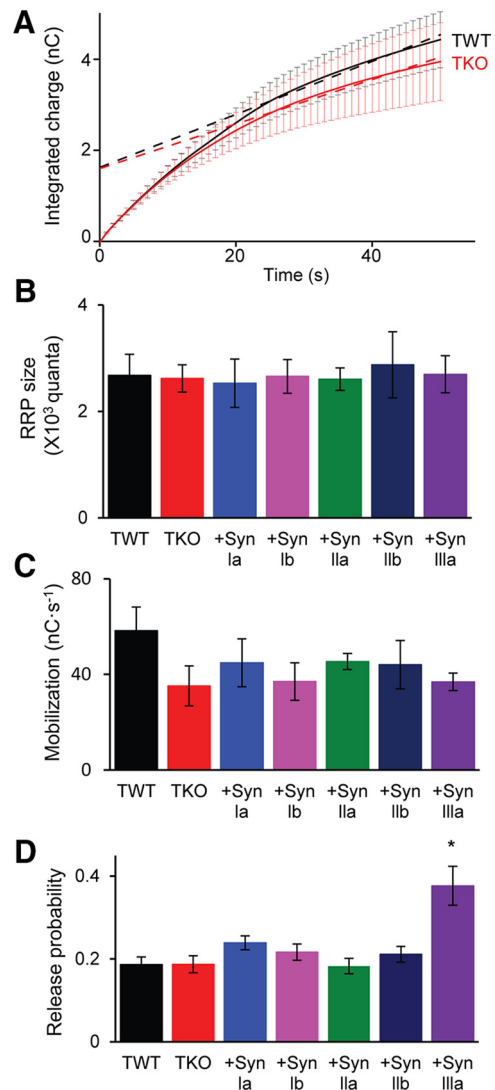 A
Integrated charge (nC)
4
2
0
TWT
TKO
0
20
40
Time (s)
B
RRP size
(X10³ quanta)
4
2
0
TWT TKO +Syn +Syn +Syn +Syn +Syn
Ia Ib IIa IIb IIIa
C
Mobilization (nC·s⁻¹)
80
40
0
TWT TKO +Syn +Syn +Syn +Syn +Syn
Ia Ib IIa IIb IIIa
D
*
Release probability
0.4
0.2
0
TWT TKO +Syn +Syn +Syn +Syn +Syn
Ia Ib IIa IIb IIIa